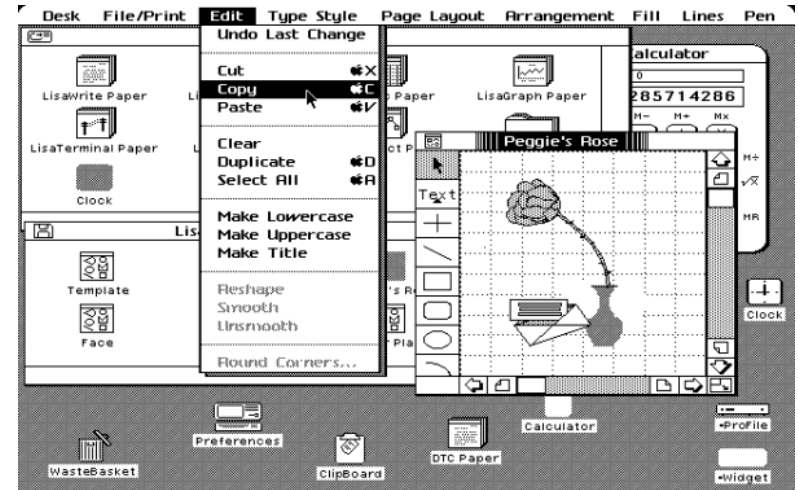 Desk File/Print Edit Type Style Page Layout Arrangement Fill Lines Pen
Undo Last Change
Cut X
Copy C
Paste V
Clear
Duplicate D
Select All A
Make Lowercase
Make Uppercase
Make Title
Reshape
Smooth
Unsmooth
Round Corners...
LisaWrite Paper
Paper
LisaGraph Paper
LisaTerminal Paper
Clock
Lis
Template
Face
alculator
0
285714286
M- M+ Mx
M÷
√x
MR
Peggie's Rose
Text
Clock
Preferences
WasteBasket
ClipBoard
DTC Paper
Calculator
-ProFile
-Widget